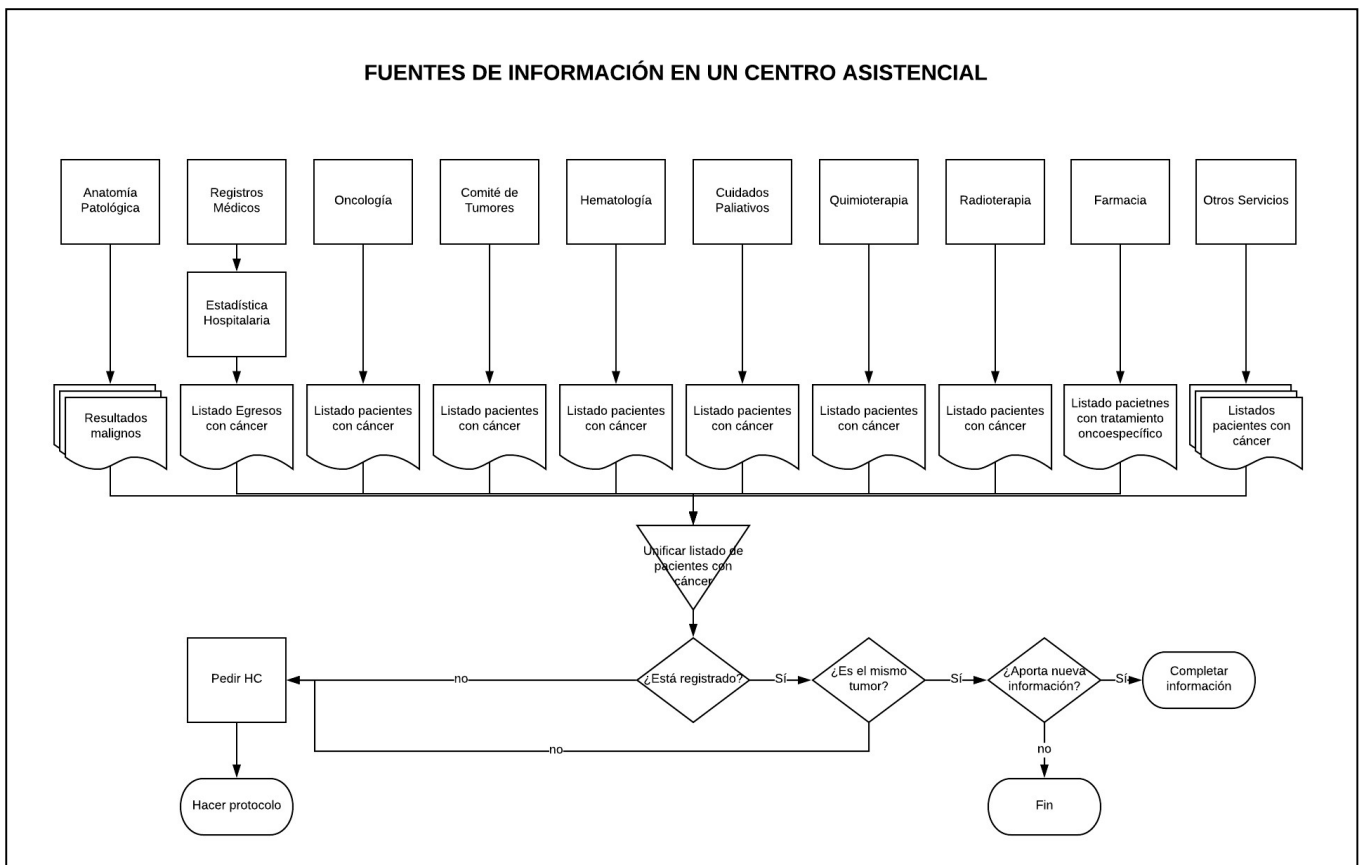 FUENTES DE INFORMACIÓN EN UN CENTRO ASISTENCIAL
Anatomía
Patológica
Registros
Médicos
Oncología
Comité de
Tumores
Hematología
Cuidados
Paliativos
Quimioterapia
Radioterapia
Farmacia
Otros Servicios
Estadística
Hospitalaria
Resultados
malignos
Listado Egresos
con cáncer
Listado pacientes
con cáncer
Listado pacientes
con cáncer
Listado pacientes
con cáncer
Listado pacientes
con cáncer
Listado pacientes
con cáncer
Listado pacientes
con cáncer
Listado pacietnes
con tratamiento
oncoespecífico
Listados
pacientes con
cáncer
Unificar listado de
pacientes con
cáncer
Pedir HC
no
¿Está registrado?
Sí
¿Es el mismo
tumor?
Sí
¿Aporta nueva
información?
Sí
Completar
información
no
no
Hacer protocolo
Fin